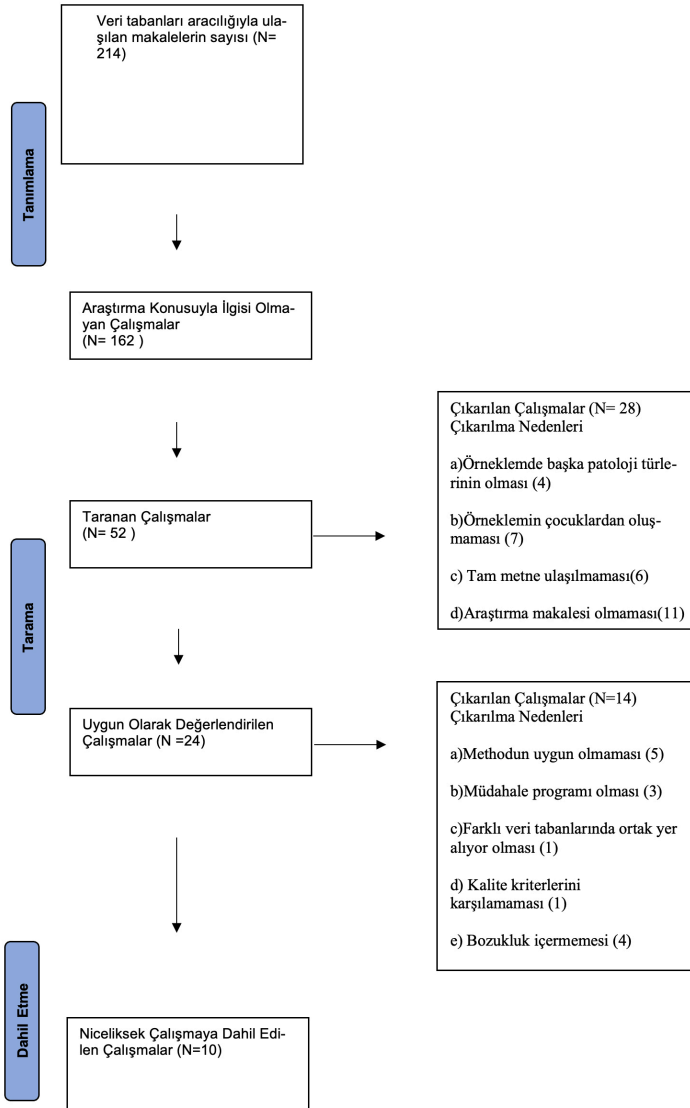 Veri tabanları aracılığıyla ula-
şılan makalelerin sayısı (N=
214)
Tanımlama
Araştırma Konusuyla İlgisi Olma-
yan Çalışmalar
(N= 162 )
Çıkarılan Çalışmalar (N= 28)
Çıkarılma Nedenleri
a)Örneklemde başka patoloji türle-
rinin olması (4)
b)Örneklemin çocuklardan oluş-
maması (7)
c) Tam metne ulaşılmaması(6)
d)Araştırma makalesi olmaması(11)
Taranan Çalışmalar
(N= 52 )
Tarama
Uygun Olarak Değerlendirilen
Çalışmalar (N =24)
Çıkarılan Çalışmalar (N=14)
Çıkarılma Nedenleri
a)Methodun uygun olmaması (5)
b)Müdahale programı olması (3)
c)Farklı veri tabanlarında ortak yer
alıyor olması (1)
d) Kalite kriterlerini
karşılamaması (1)
e) Bozukluk içermemesi (4)
Dahil Etme
Niceliksek Çalışmaya Dahil Edi-
len Çalışmalar (N=10)